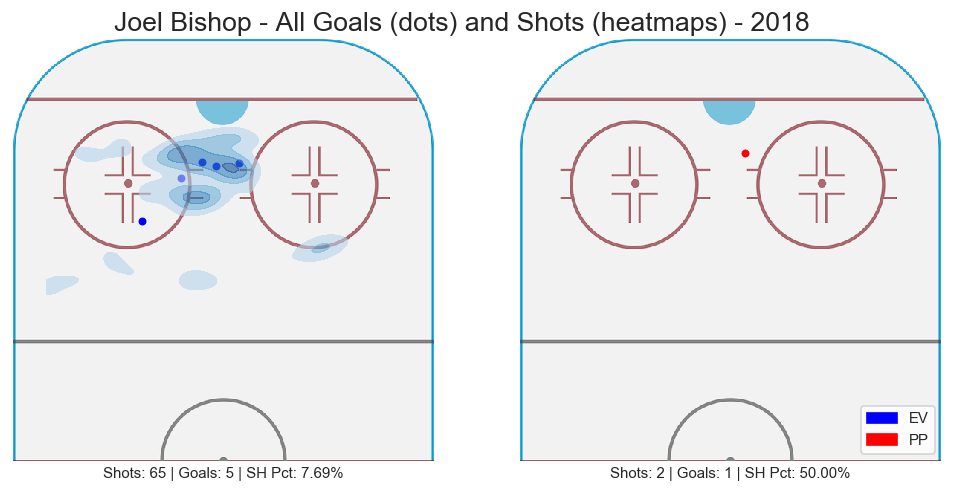 Joel Bishop - All Goals (dots) and Shots (heatmaps) - 2018
EV
PP
Shots: 65 | Goals: 5 | SH Pct: 7.69%
Shots: 2 | Goals: 1 | SH Pct: 50.00%